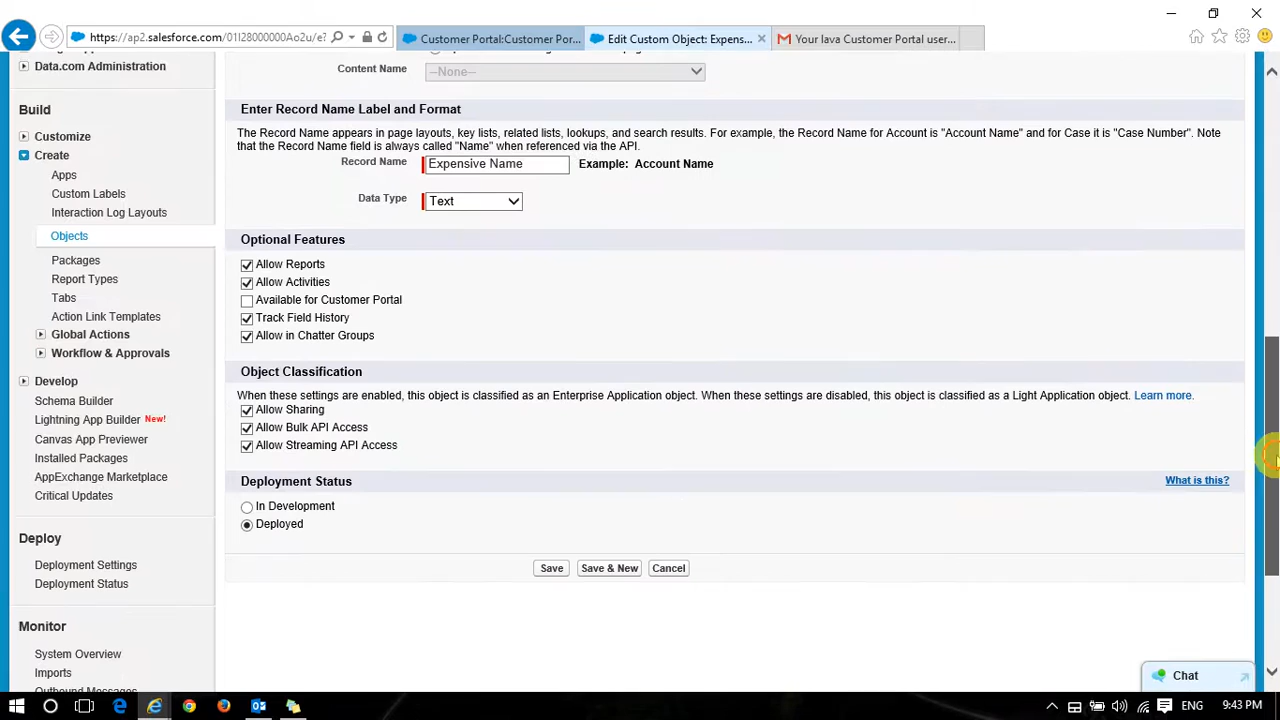 https://ap2.salesforce.com/01I28000000Ao2u/e?
Customer Portal:Customer Por...
Edit Custom Object: Expens...
Your lava Customer Portal user...
Data.com Administration
Build
Customize
Create
Apps
Custom Labels
Interaction Log Layouts
Objects
Packages
Report Types
Tabs
Action Link Templates
Global Actions
Workflow & Approvals
Develop
Schema Builder
Lightning App Builder New!
Canvas App Previewer
Installed Packages
AppExchange Marketplace
Critical Updates
Deploy
Deployment Settings
Deployment Status
Monitor
System Overview
Imports
Outbound Messages
Content Name
--None--
Enter Record Name Label and Format
The Record Name appears in page layouts, key lists, related lists, lookups, and search results. For example, the Record Name for Account is "Account Name" and for Case it is "Case Number". Note
that the Record Name field is always called "Name" when referenced via the API.
Record Name Expensive Name Example: Account Name
Data Type Text
Optional Features
Allow Reports
Allow Activities
Available for Customer Portal
Track Field History
Allow in Chatter Groups
Object Classification
When these settings are enabled, this object is classified as an Enterprise Application object. When these settings are disabled, this object is classified as a Light Application object. Learn more.
Allow Sharing
Allow Bulk API Access
Allow Streaming API Access
Deployment Status What is this?
In Development
Deployed
Save Save & New Cancel
Chat
ENG 9:43 PM